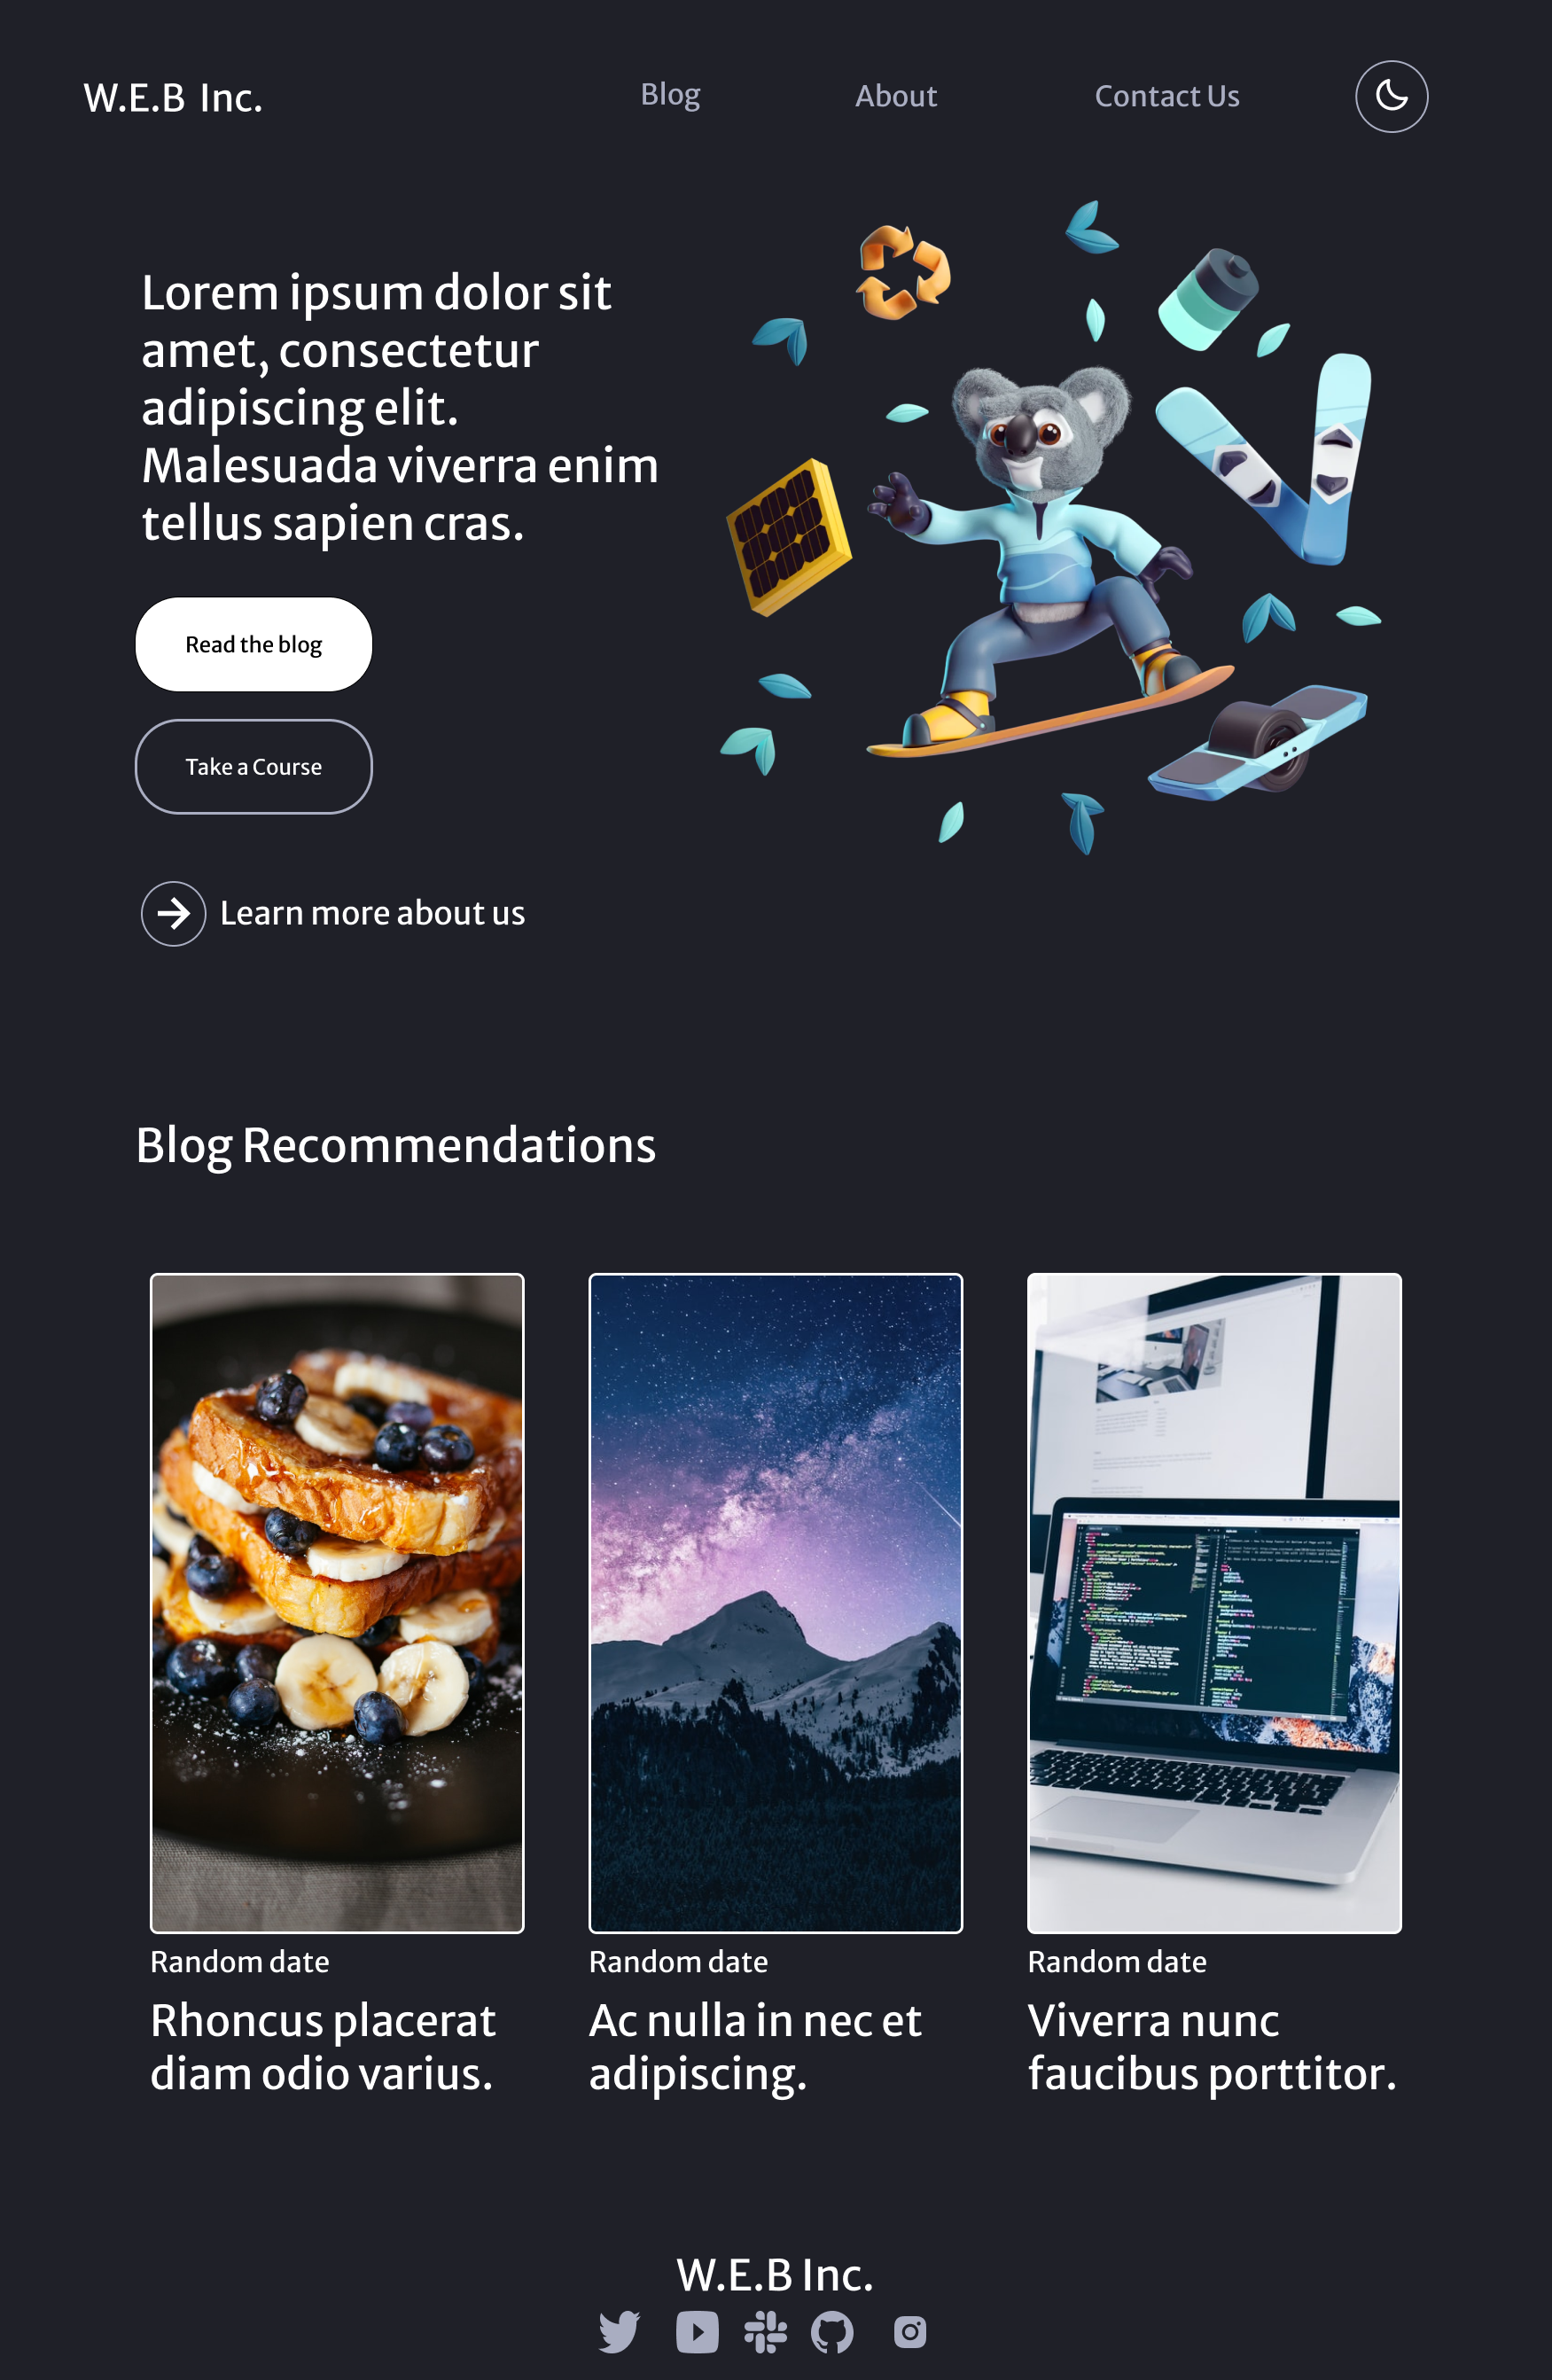 W.E.B Inc.
Blog
About
Contact Us
Lorem ipsum dolor sit
amet, consectetur
adipiscing elit.
Malesuada viverra enim
tellus sapien cras.
Read the blog
Take a Course
Learn more about us
Blog Recommendations
Random date
Random date
Random date
Rhoncus placerat
diam odio varius.
Ac nulla in nec et
adipiscing.
Viverra nunc
faucibus porttitor.
W.E.B Inc.